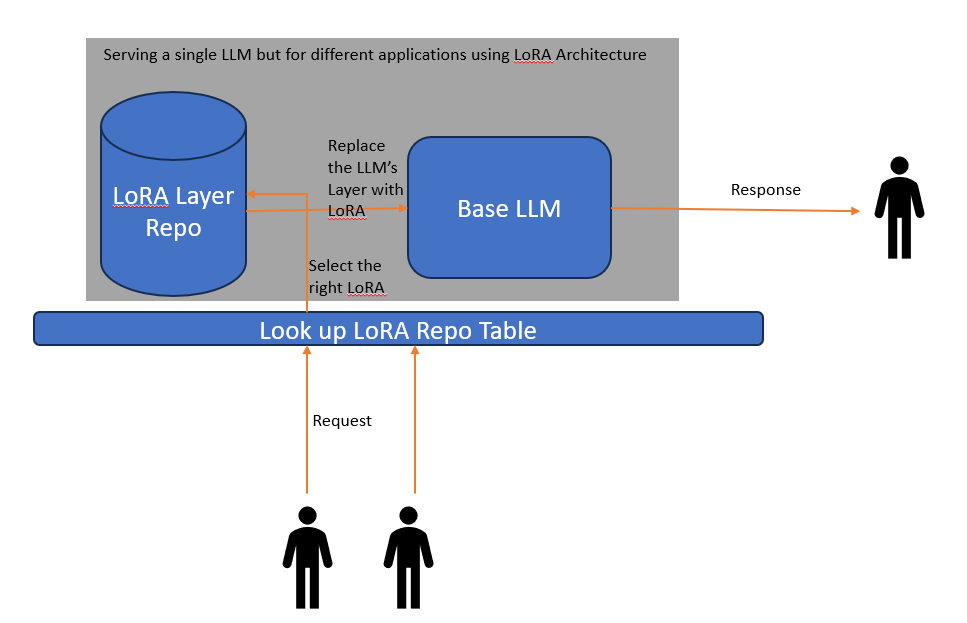 Serving a single LLM but for different applications using LoRA Architecture
Replace
the LLM's
Layer with
LoRA
LoRA Layer
Repo
Base LLM
Response
Select the
right LoRA
Look up LoRA Repo Table
Request